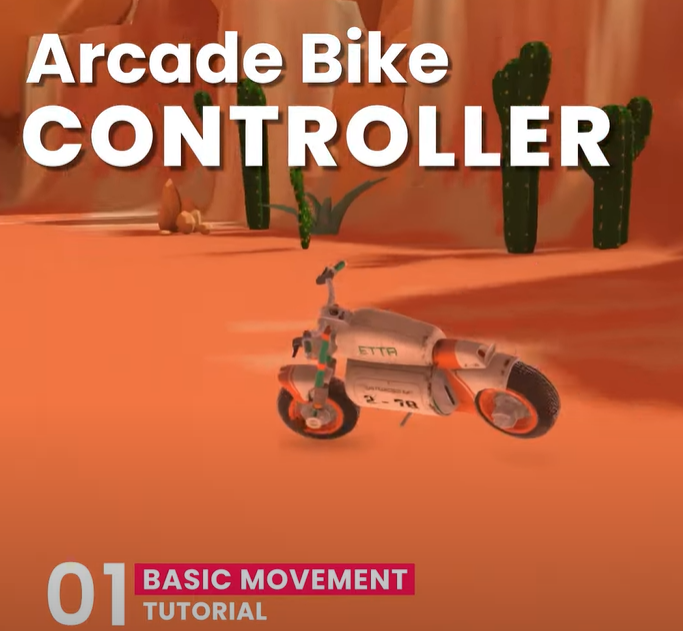 Arcade Bike
CONTROLLER
ETTA
2-78
01
BASIC MOVEMENT
TUTORIAL